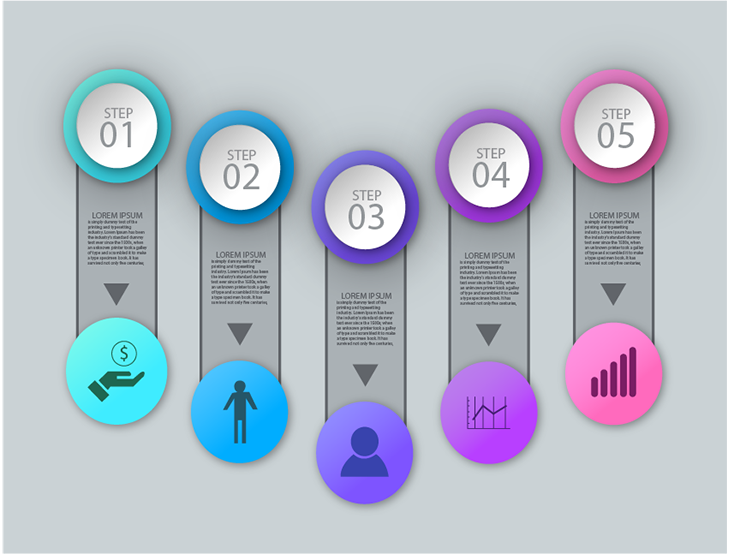 STEP
01
LOREM IPSUM
is simply dummy text of the
printing and typesetting
industry. Lorem Ipsum has been
the industry's standard dummy
ever since the 1500s, when
an unknown printer took a galley
of type and scrambled it to make
a type specimen book. It has
survived not only five centuries,
$
STEP
02
LOREM IPSUM
is simply dummy text of the
printing and typesetting
industry. Lorem Ipsum has been
the industry's standard dummy
ever since the 1500s, when
an unknown printer took a galley
of type and scrambled it to make
a type specimen book. It has
survived not only five centuries,
STEP
03
LOREM IPSUM
is simply dummy text of the
printing and typesetting
industry. Lorem Ipsum has been
the industry's standard dummy
ever since the 1500s, when
an unknown printer took a galley
of type and scrambled it to make
a type specimen book. It has
survived not only five centuries,
STEP
04
LOREM IPSUM
is simply dummy text of the
printing and typesetting
industry. Lorem Ipsum has been
the industry's standard dummy
ever since the 1500s, when
an unknown printer took a galley
of type and scrambled it to make
a type specimen book. It has
survived not only five centuries,
STEP
05
LOREM IPSUM
is simply dummy text of the
printing and typesetting
industry. Lorem Ipsum has been
the industry's standard dummy
ever since the 1500s, when
an unknown printer took a galley
of type and scrambled it to make
a type specimen book. It has
survived not only five centuries,